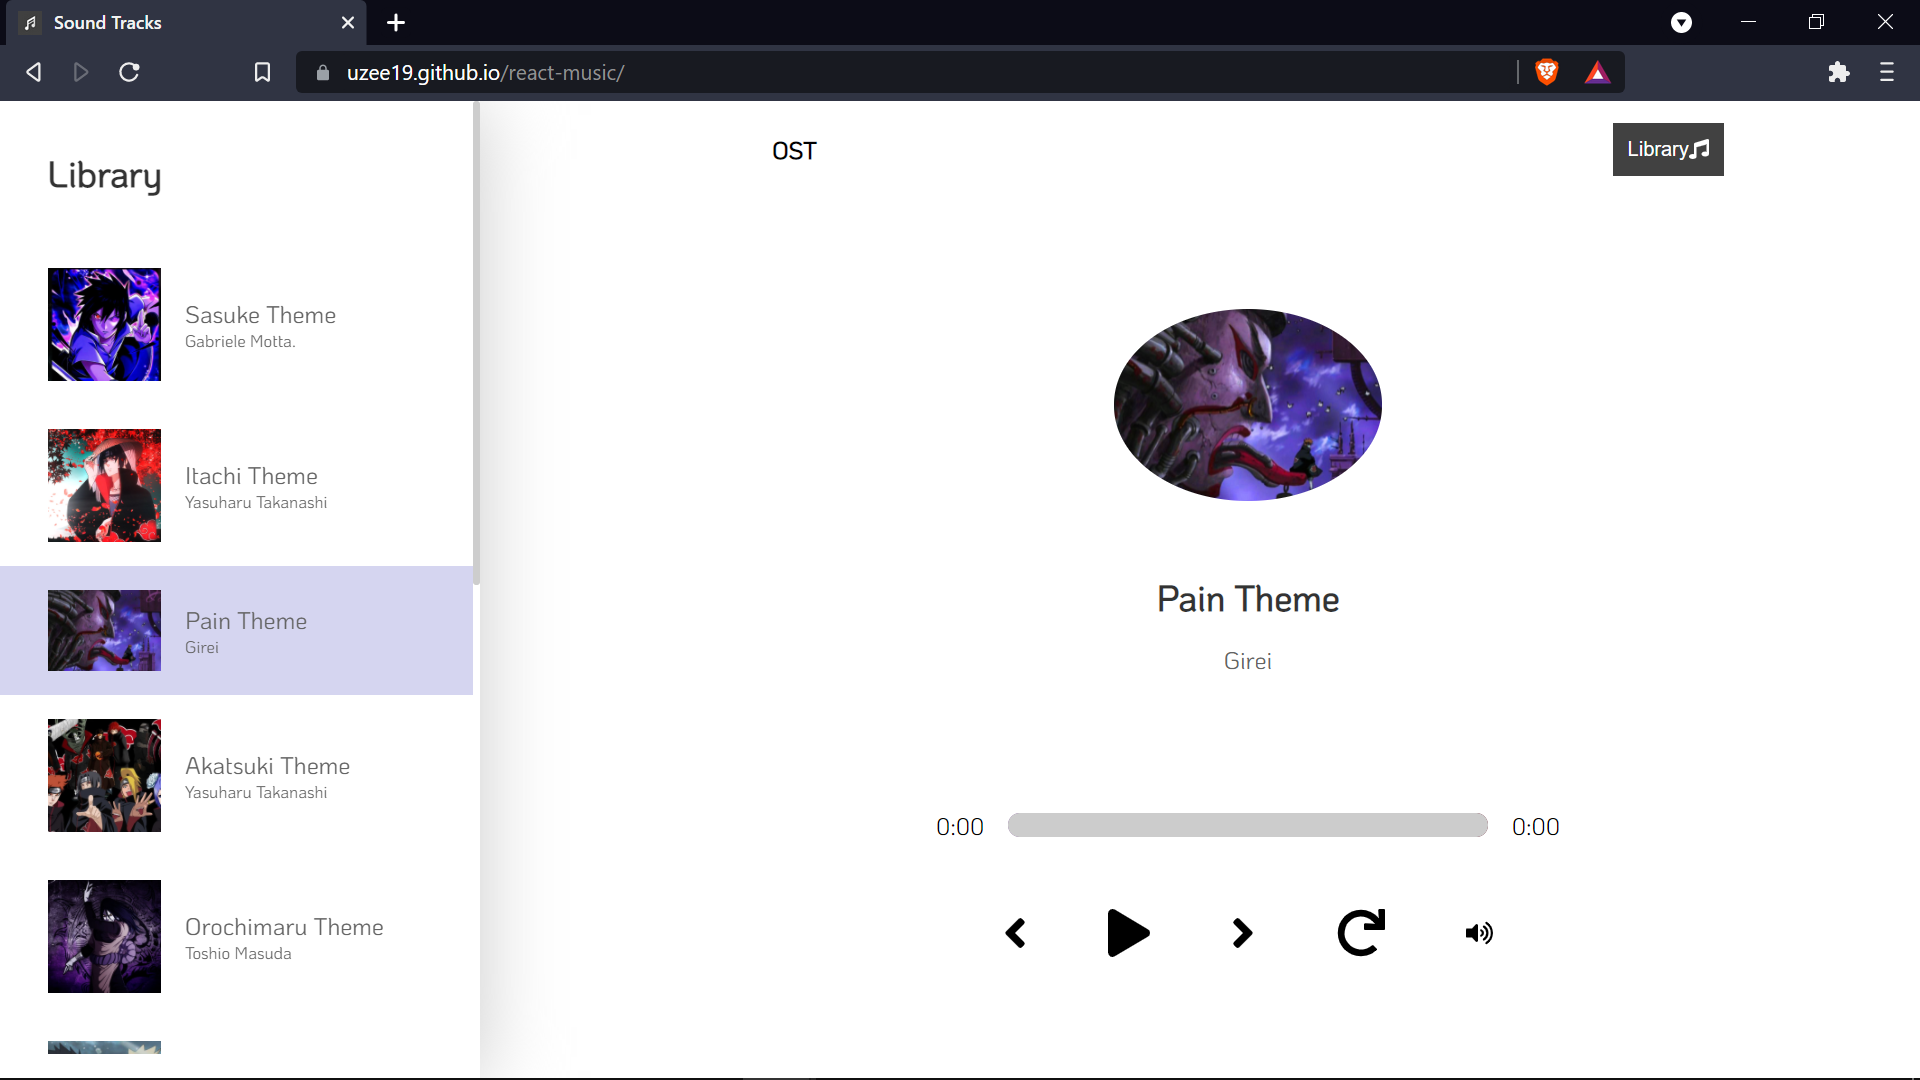 Sound Tracks
uzee19.github.io/react-music/
Library
OST
Library
Sasuke Theme
Gabriele Motta.
Itachi Theme
Yasuharu Takanashi
Pain Theme
Girei
Akatsuki Theme
Yasuharu Takanashi
Orochimaru Theme
Toshio Masuda
Pain Theme
Girei
0:00
0:00